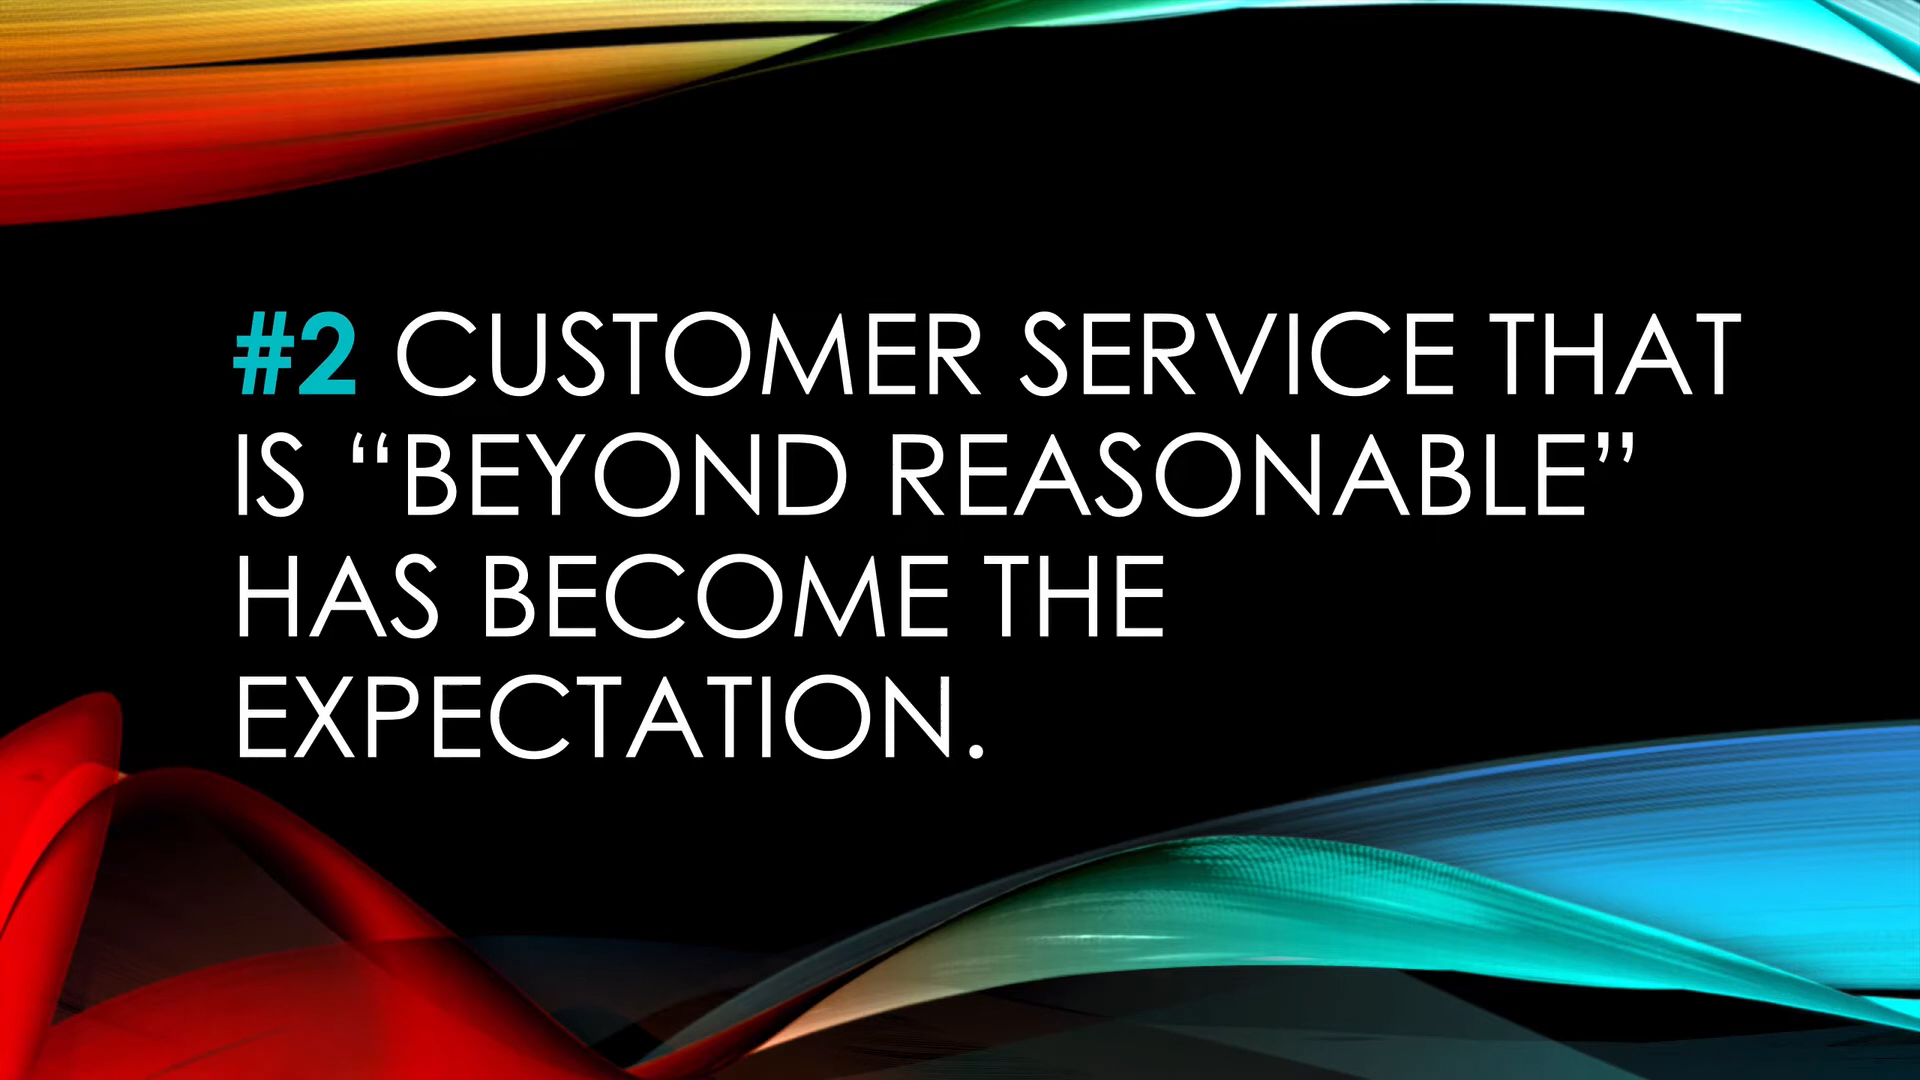 #2 CUSTOMER SERVICE THAT
IS “BEYOND REASONABLE”
HAS BECOME THE
EXPECTATION.